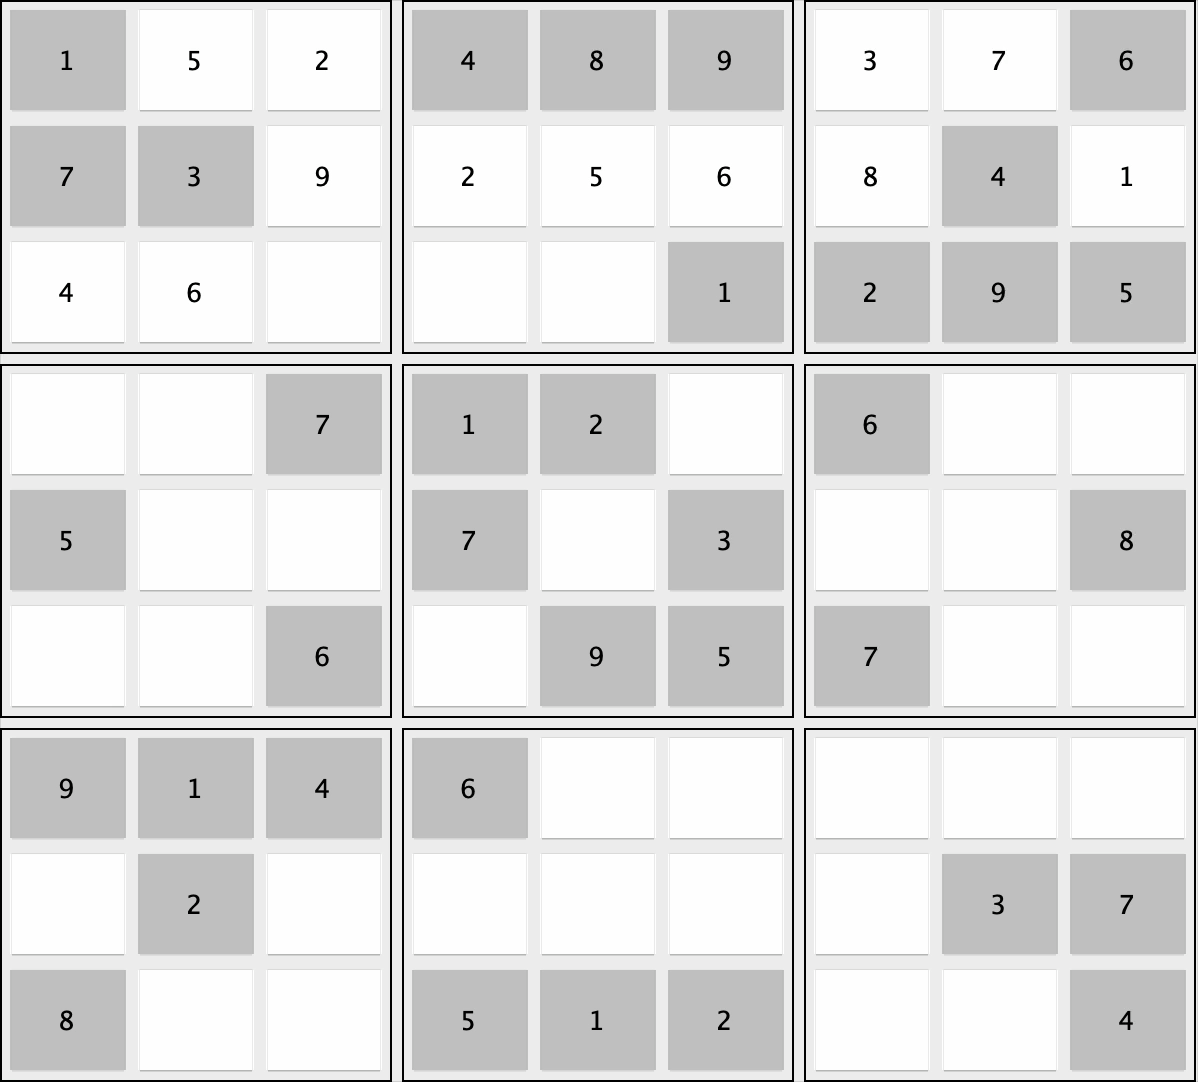 1 5 2 4 8 9 3 7 6
7 3 9 2 5 6 8 4 1
4 6 1 2 9 5
7 1 2 6
5 7 3 8
6 9 5 7
9 1 4 6
2 3 7
8 5 1 2 4